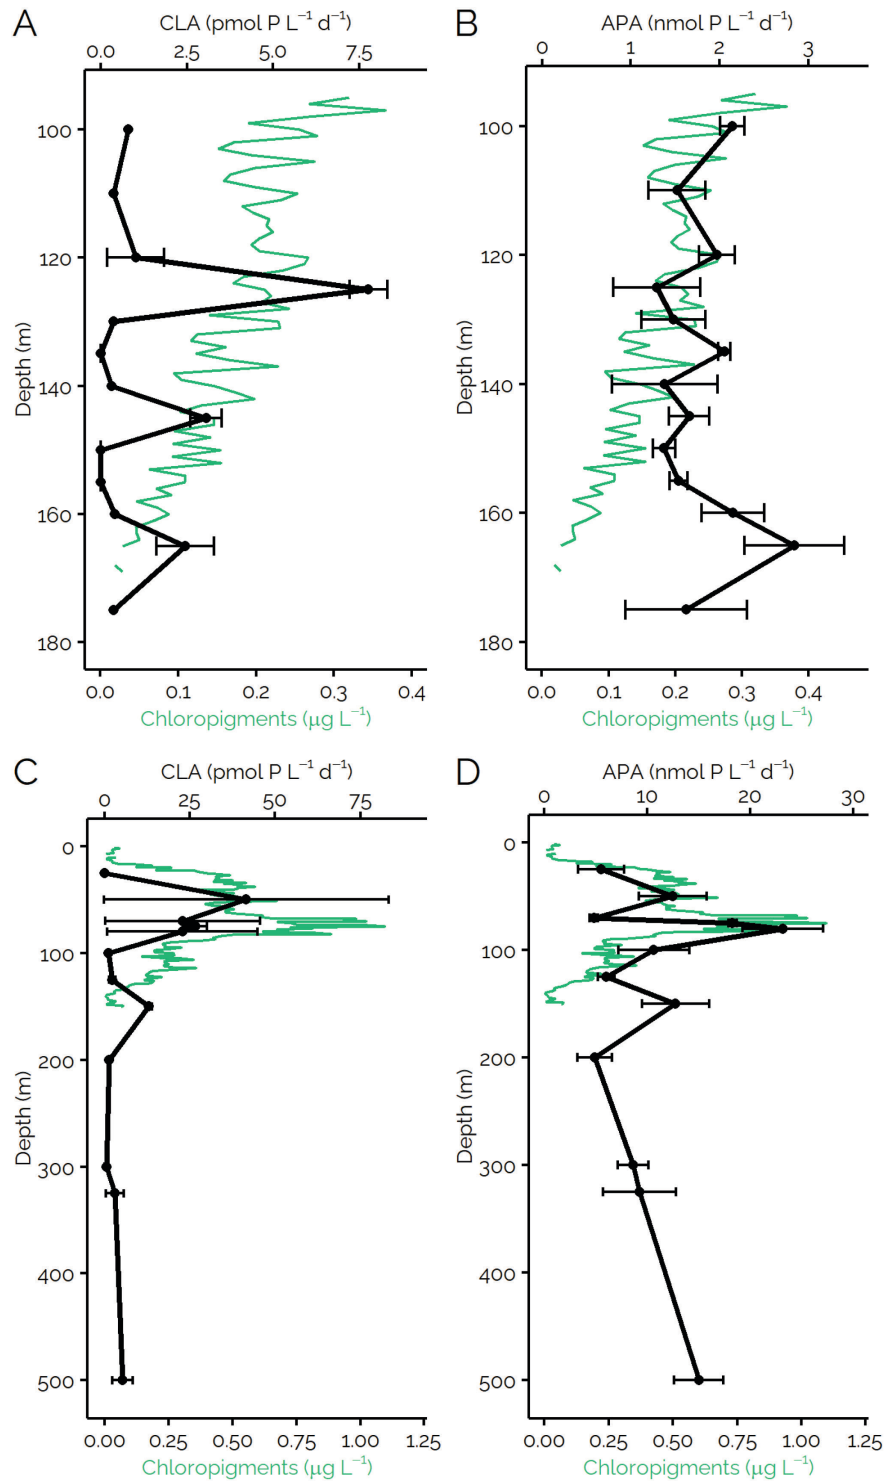 A
CLA (pmol P L⁻¹ d⁻¹)
0.0 2.5 5.0 7.5
Depth (m)
100
120
140
160
180
0.0 0.1 0.2 0.3 0.4
Chloropigments (µg L⁻¹)
B
APA (nmol P L⁻¹ d⁻¹)
0 1 2 3
Depth (m)
100
120
140
160
180
0.0 0.1 0.2 0.3 0.4
Chloropigments (µg L⁻¹)
C
CLA (pmol P L⁻¹ d⁻¹)
0 25 50 75
Depth (m)
0
100
200
300
400
500
0.00 0.25 0.50 0.75 1.00 1.25
Chloropigments (µg L⁻¹)
D
APA (nmol P L⁻¹ d⁻¹)
0 10 20 30
Depth (m)
0
100
200
300
400
500
0.00 0.25 0.50 0.75 1.00 1.25
Chloropigments (µg L⁻¹)